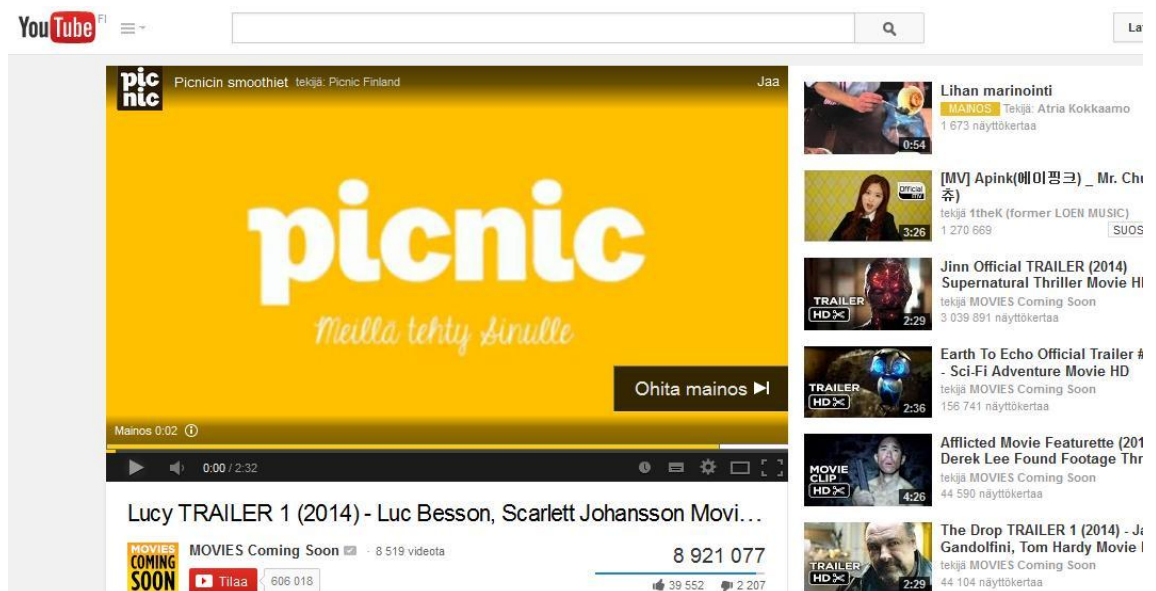 YouTube FI
La
pic
nic
Picnicin smoothiet tekijä: Picnic Finland
Jaa
picnic
Meillä tehty sinulle
Ohita mainos
Mainos 0:02
0:00 / 2:32
Lucy TRAILER 1 (2014) - Luc Besson, Scarlett Johansson Movi...
MOVIES
COMING
SOON
MOVIES Coming Soon · 8 519 videota
Tilaa 606 018
8 921 077
39 552 2 207
0:54
Lihan marinointi
MAINOS Tekijä: Atria Kokkaamo
1 673 näyttökertaa
Official
MV
3:26
[MV] Apink(에이핑크) _ Mr. Chu
츄)
tekijä 1theK (former LOEN MUSIC)
1 270 669 SUOS
TRAILER
HD
2:29
Jinn Official TRAILER (2014)
Supernatural Thriller Movie H
tekijä MOVIES Coming Soon
3 039 891 näyttökertaa
TRAILER
HD
2:36
Earth To Echo Official Trailer #
- Sci-Fi Adventure Movie HD
tekijä MOVIES Coming Soon
156 741 näyttökertaa
MOVIE
CLIP
HD
4:26
Afflicted Movie Featurette (201
Derek Lee Found Footage Thr
tekijä MOVIES Coming Soon
44 590 näyttökertaa
TRAILER
HD
2:29
The Drop TRAILER 1 (2014) - Ja
Gandolfini, Tom Hardy Movie
tekijä MOVIES Coming Soon
44 104 näyttökertaa